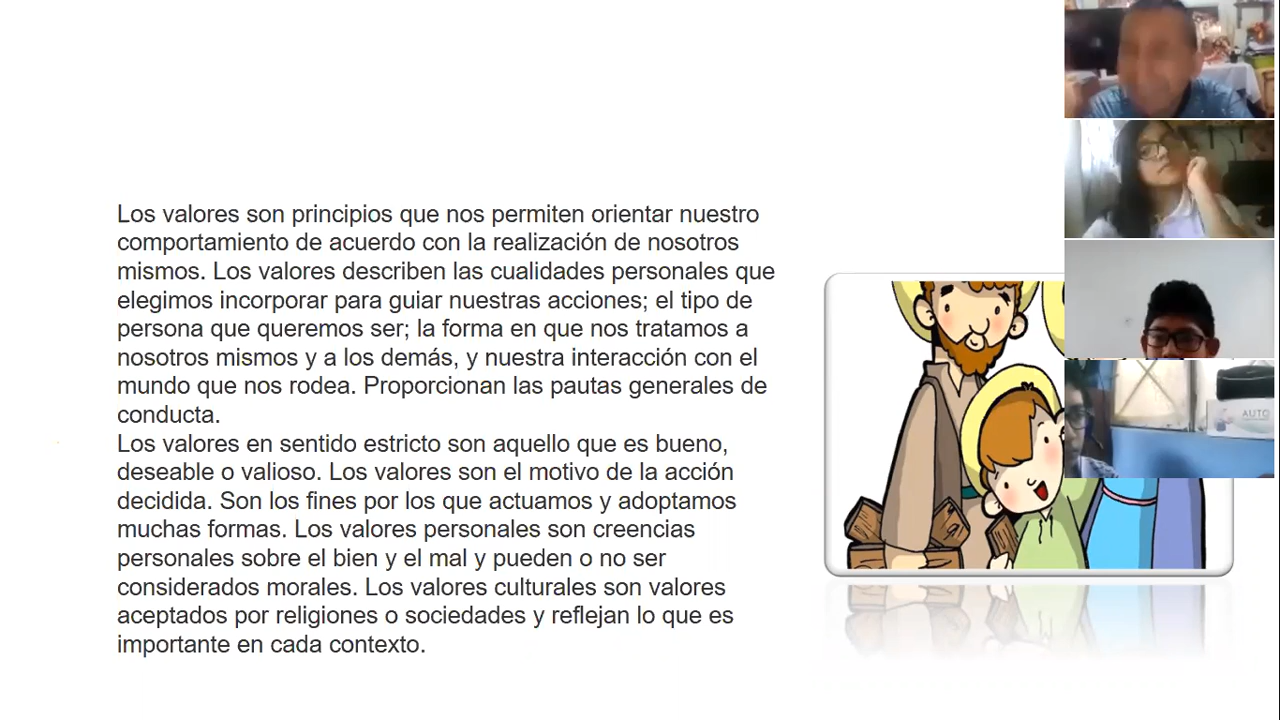 Los valores son principios que nos permiten orientar nuestro
comportamiento de acuerdo con la realización de nosotros
mismos. Los valores describen las cualidades personales que
elegimos incorporar para guiar nuestras acciones; el tipo de
persona que queremos ser; la forma en que nos tratamos a
nosotros mismos y a los demás, y nuestra interacción con el
mundo que nos rodea. Proporcionan las pautas generales de
conducta.
Los valores en sentido estricto son aquello que es bueno,
deseable o valioso. Los valores son el motivo de la acción
decidida. Son los fines por los que actuamos y adoptamos
muchas formas. Los valores personales son creencias
personales sobre el bien y el mal y pueden o no ser
considerados morales. Los valores culturales son valores
aceptados por religiones o sociedades y reflejan lo que es
importante en cada contexto.
AUTO